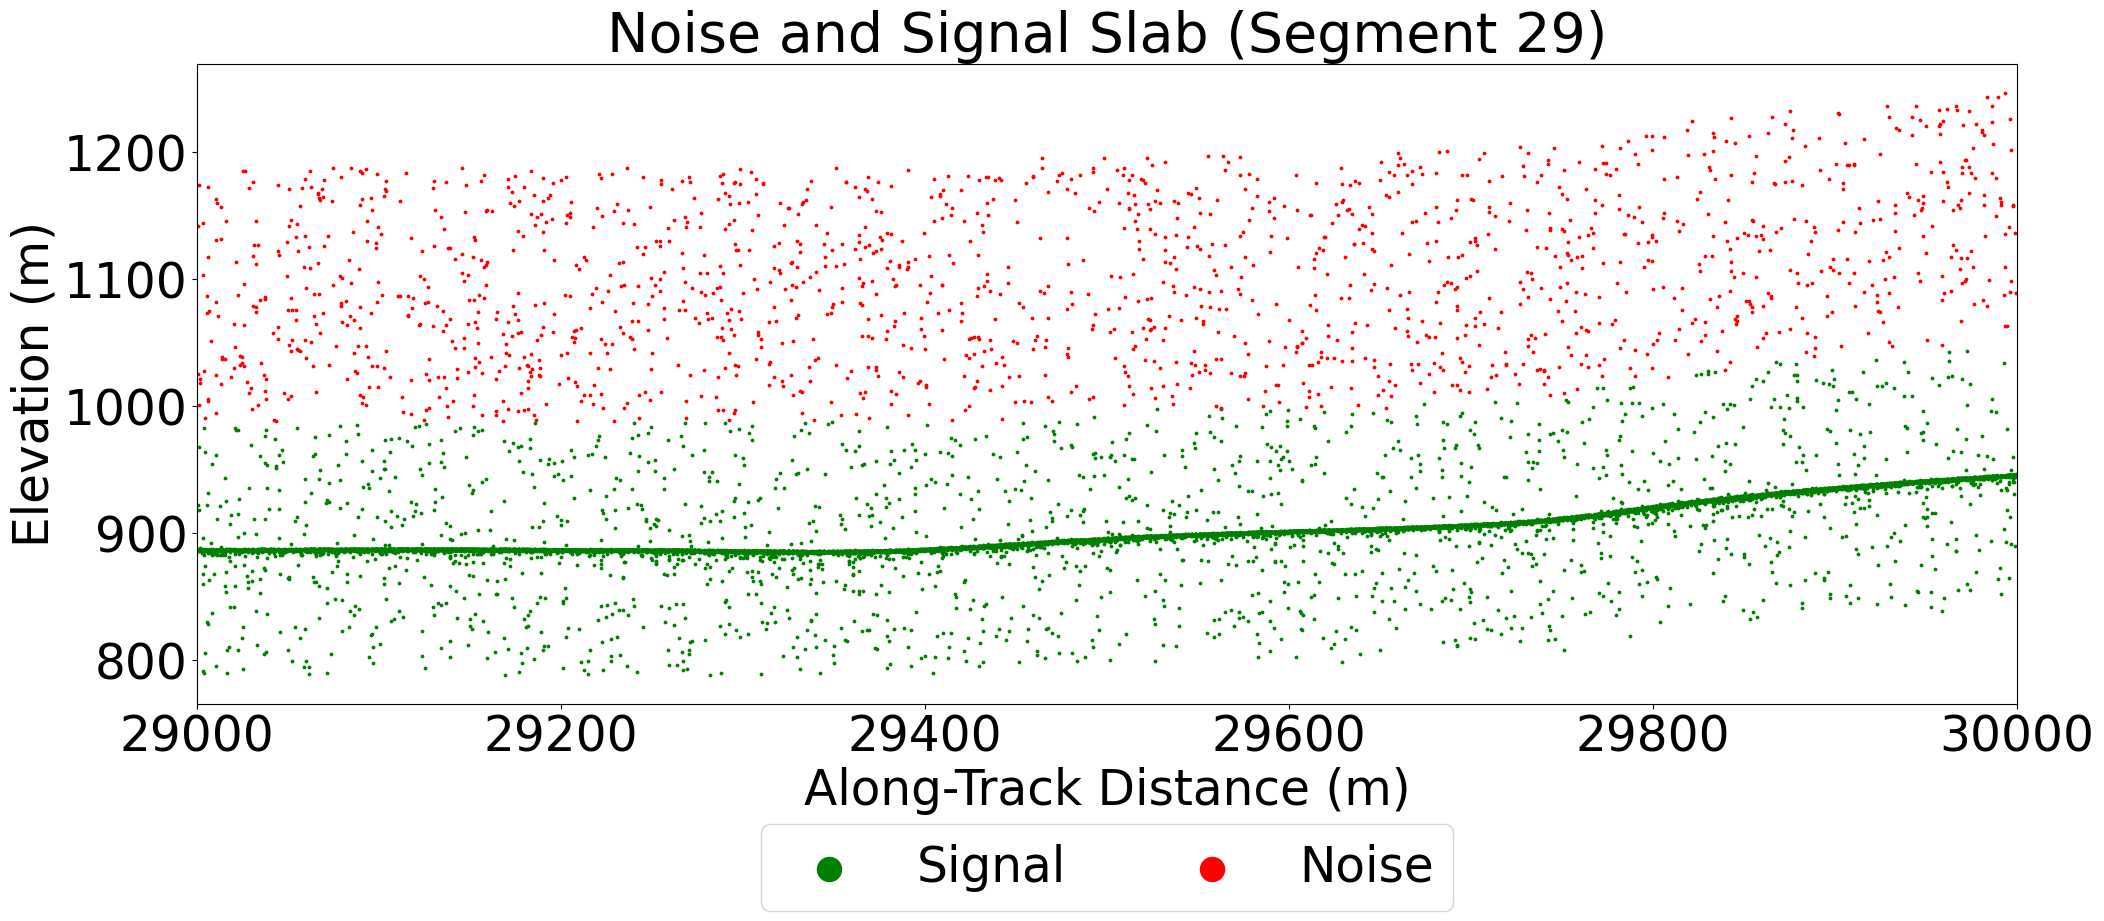 Noise and Signal Slab (Segment 29)
Elevation (m)
1200
1100
1000
900
800
29000 29200 29400 29600 29800 30000
Along-Track Distance (m)
Signal Noise